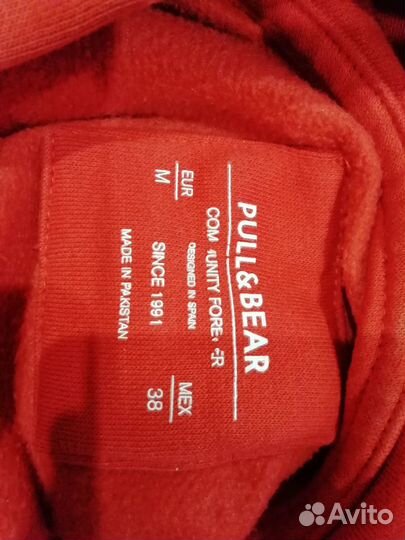 PULL&BEAR
COM UNITY FORE R
DESIGNED IN SPAIN
EUR
M
SINCE 1991
MEX
38
MADE IN PAKISTAN
Avito